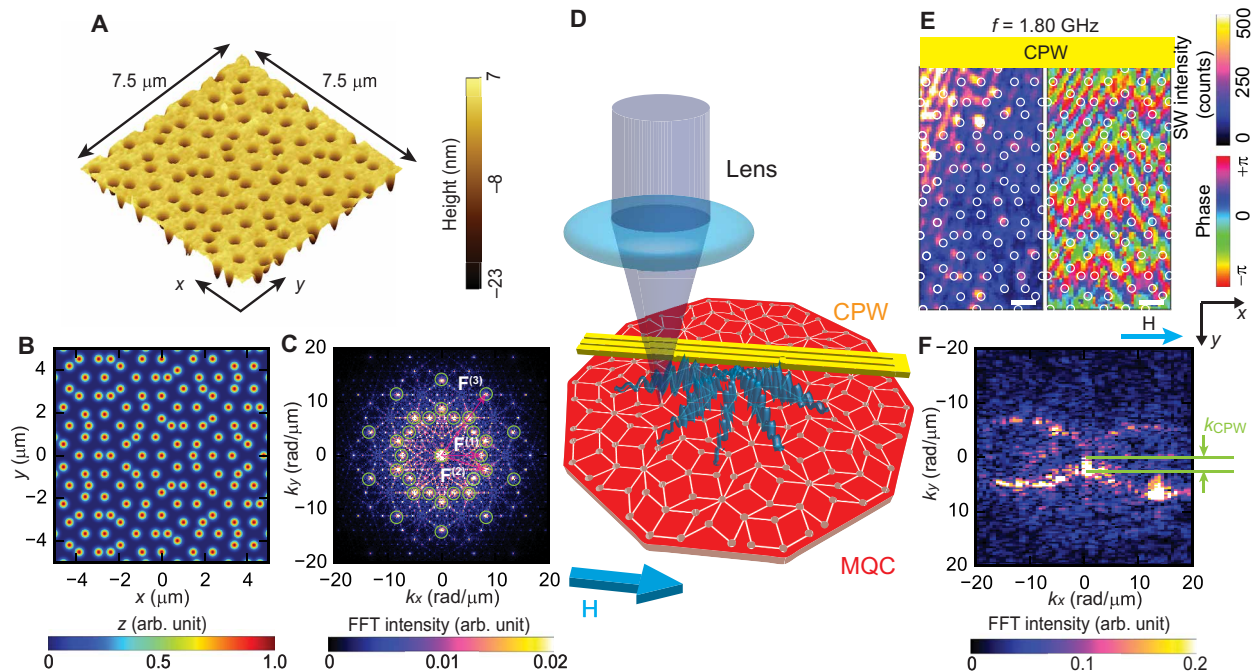 A
7.5 μm
7.5 μm
x
y
7
−8
−23
Height (nm)
B
4
2
0
−2
−4
y (μm)
−4
−2
0
2
4
x (μm)
z (arb. unit)
0
0.5
1.0
C
20
10
0
−10
−20
ky (rad/μm)
F(3)
F(1)
F(2)
−20
−10
0
10
20
kx (rad/μm)
FFT intensity (arb. unit)
0
0.01
0.02
D
Lens
CPW
MQC
H
E
f = 1.80 GHz
CPW
SW intensity
(counts)
500
250
0
Phase
+π
0
−π
x
y
H
F
−20
−10
0
10
20
ky (rad/μm)
kCPW
−20
−10
0
10
20
kx (rad/μm)
FFT intensity (arb. unit)
0
0.1
0.2